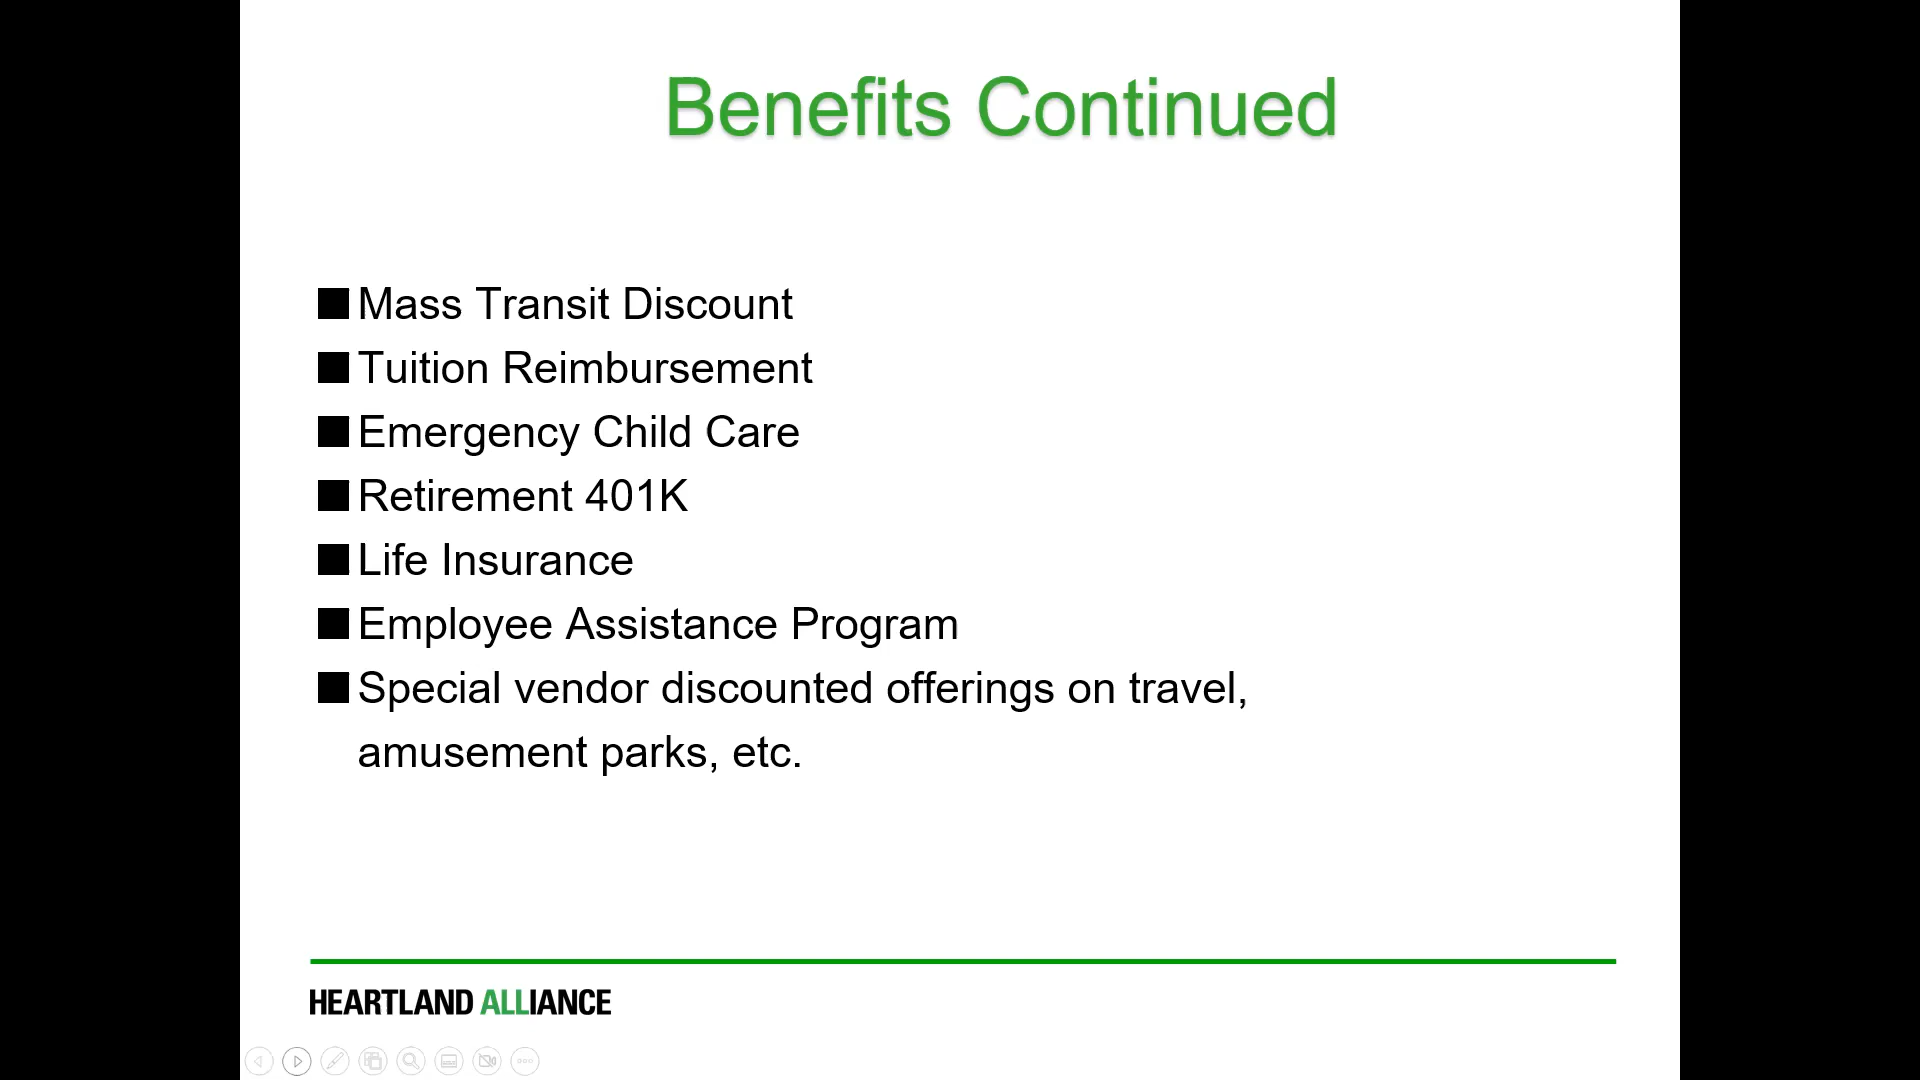 Benefits Continued
Mass Transit Discount
Tuition Reimbursement
Emergency Child Care
Retirement 401K
Life Insurance
Employee Assistance Program
Special vendor discounted offerings on travel,
amusement parks, etc.
HEARTLAND ALLIANCE